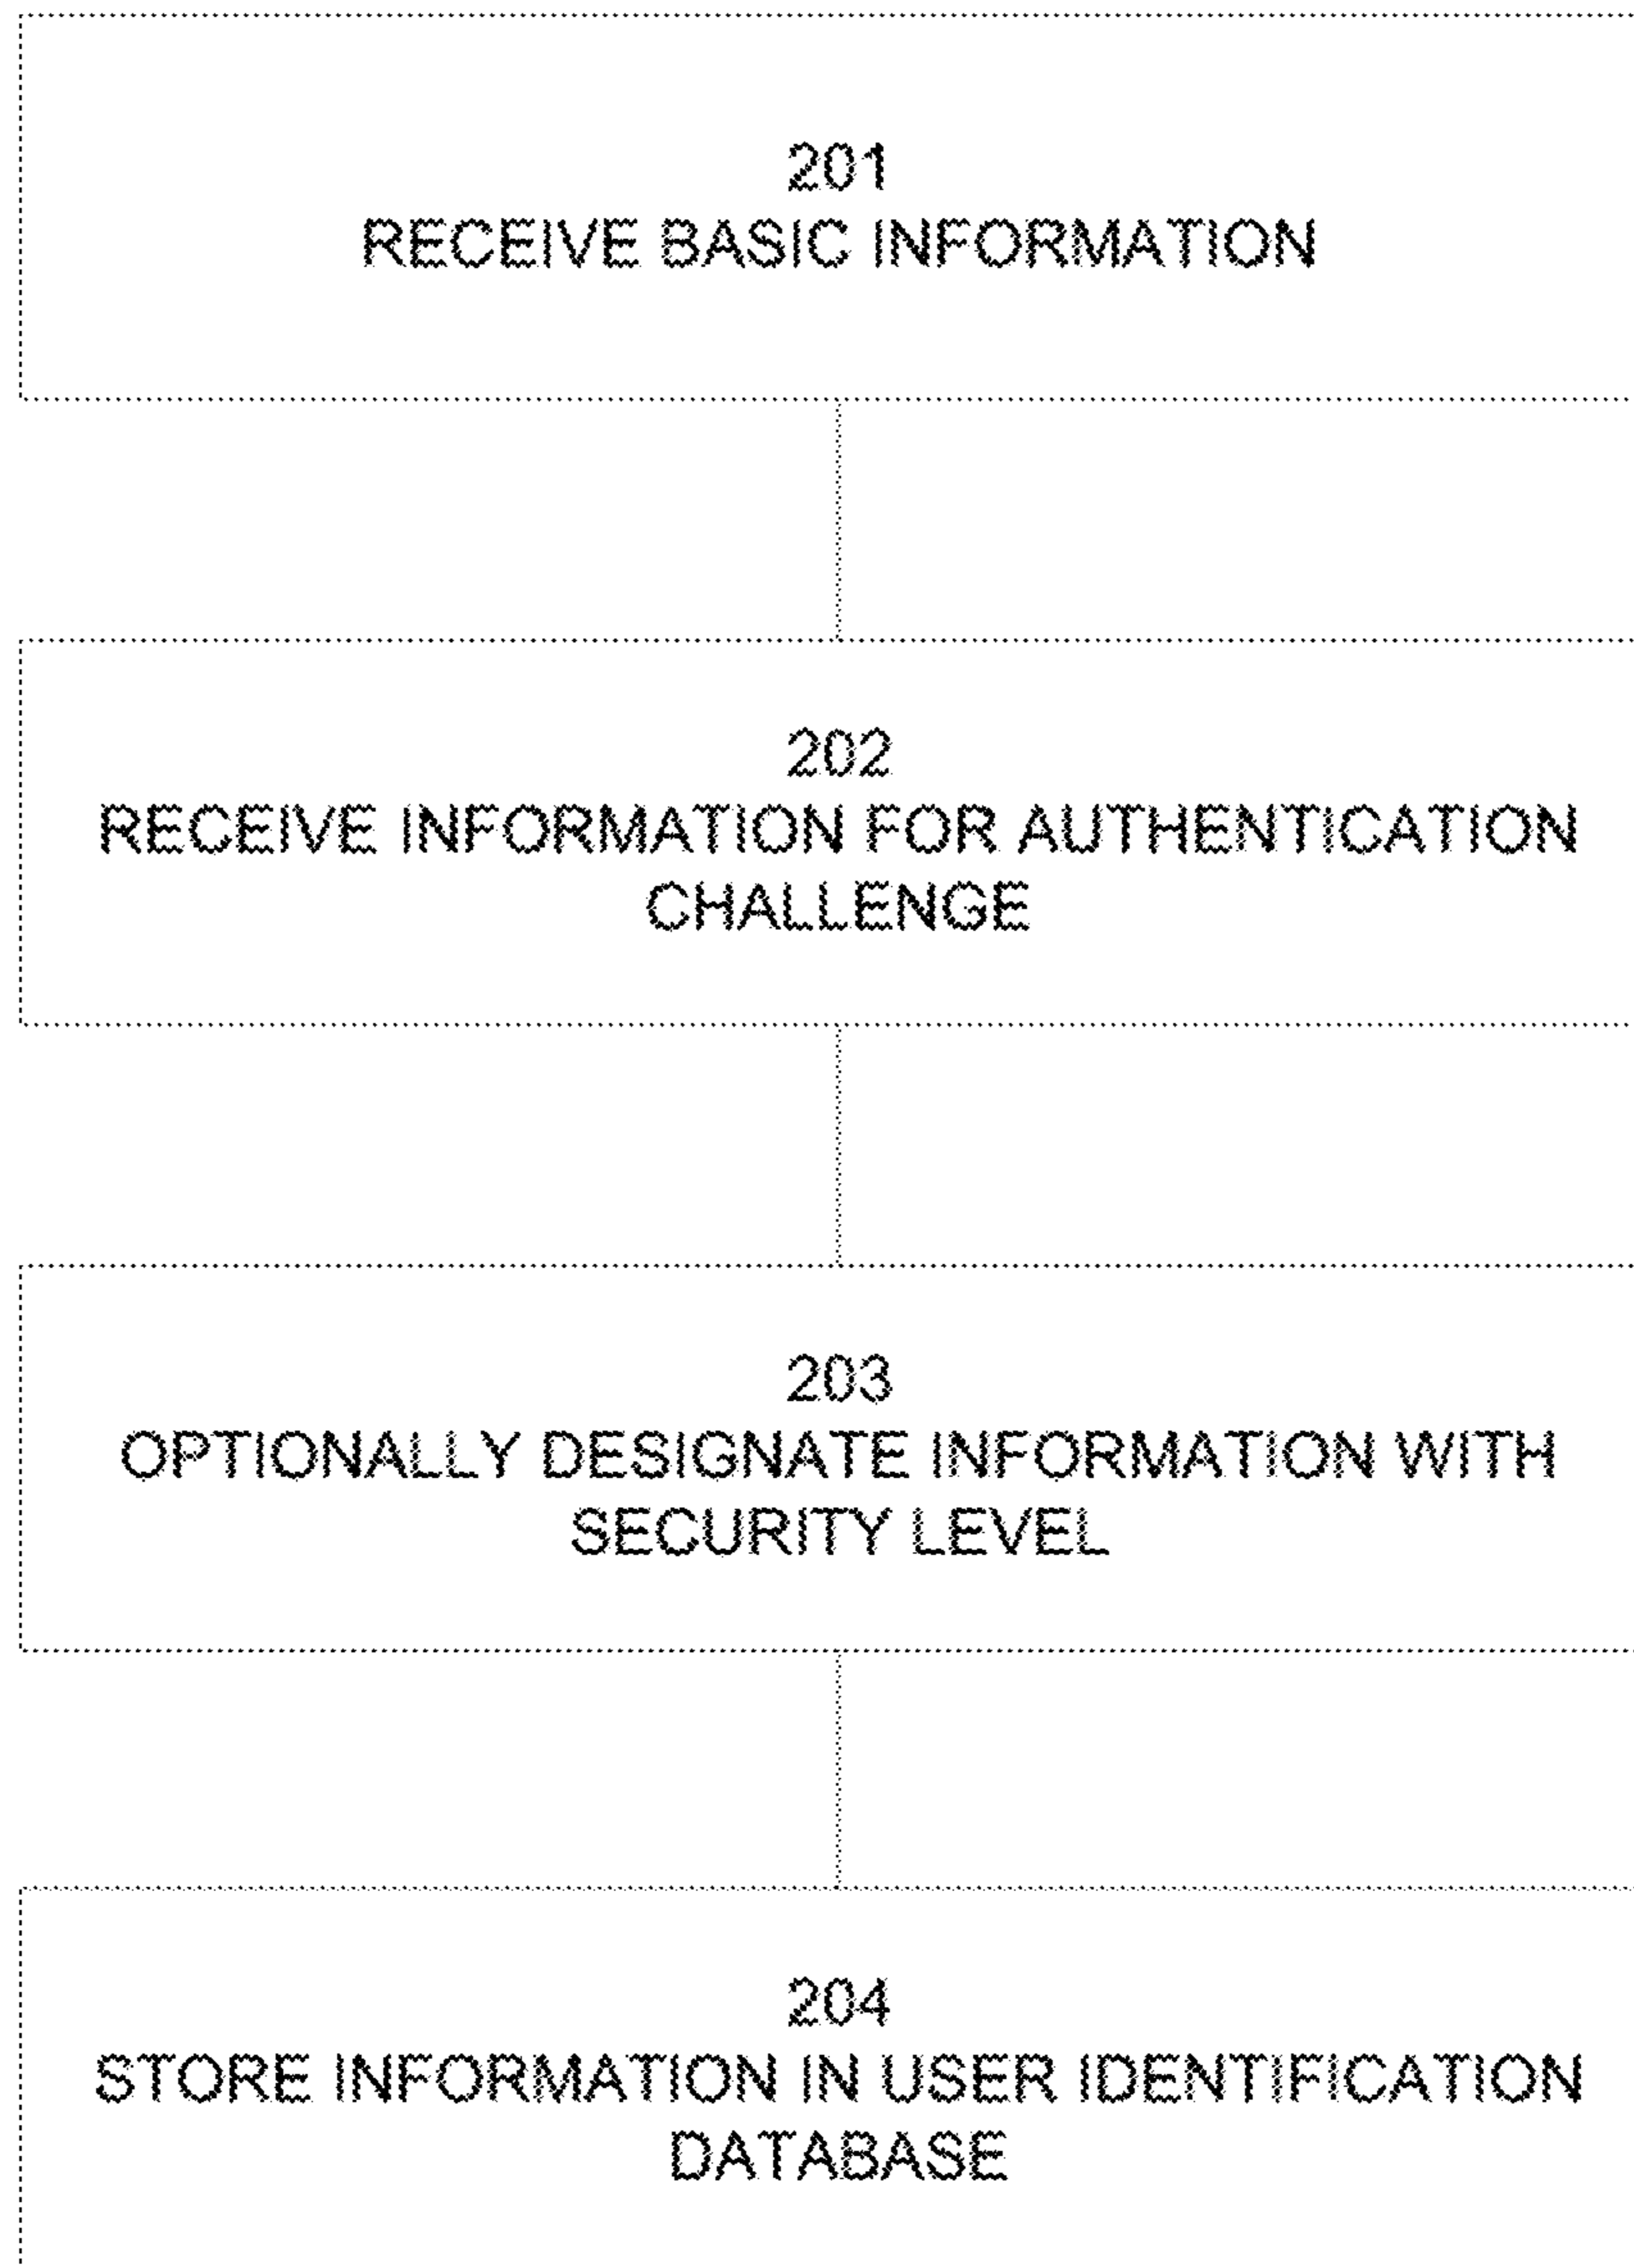 201
RECEIVE BASIC INFORMATION
202
RECEIVE INFORMATION FOR AUTHENTICATION
CHALLENGE
203
OPTIONALLY DESIGNATE INFORMATION WITH
SECURITY LEVEL
204
STORE INFORMATION IN USER IDENTIFICATION
DATABASE